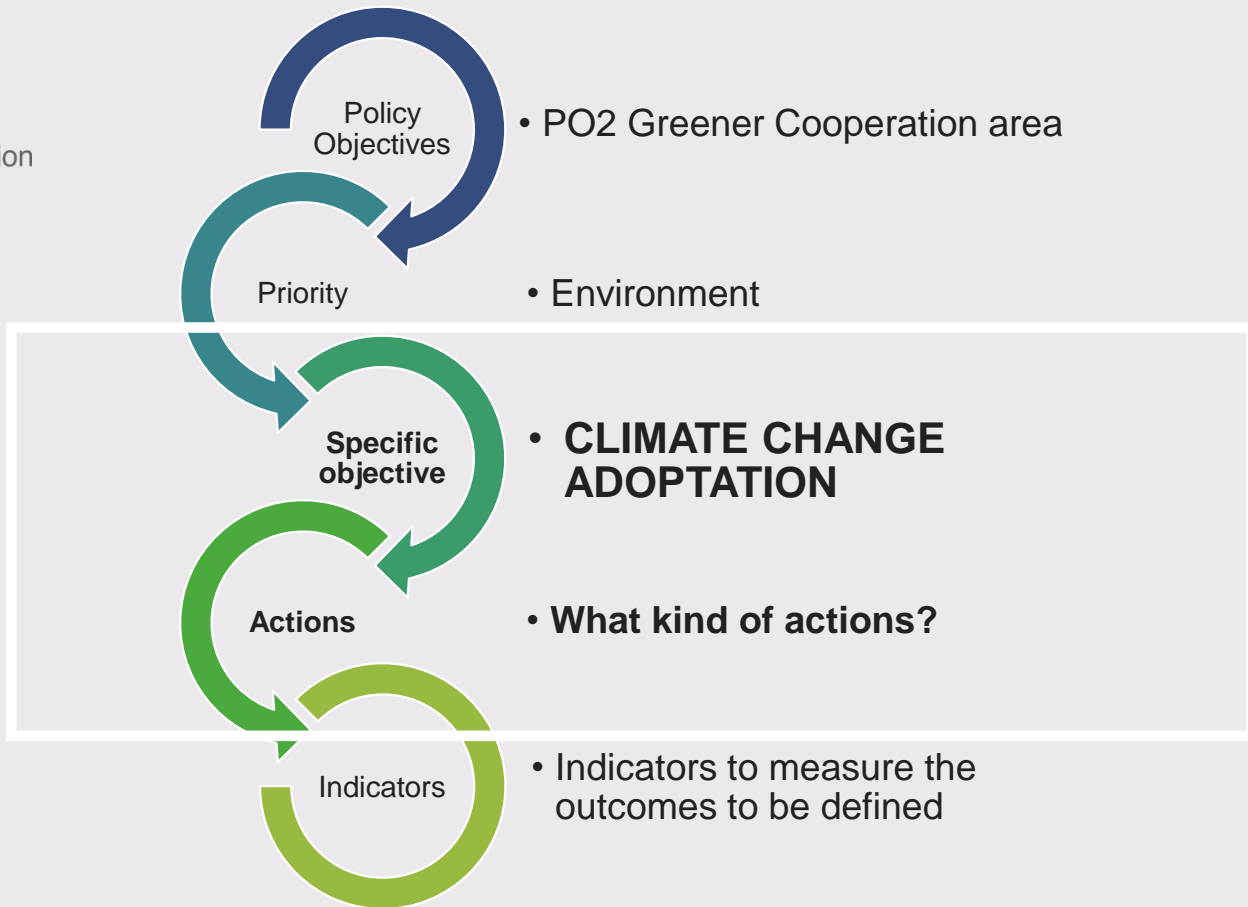 Policy
Objectives
• PO2 Greener Cooperation area
Priority
• Environment
Specific
objective
• CLIMATE CHANGE
ADOPTATION
Actions
• What kind of actions?
Indicators
• Indicators to measure the
outcomes to be defined